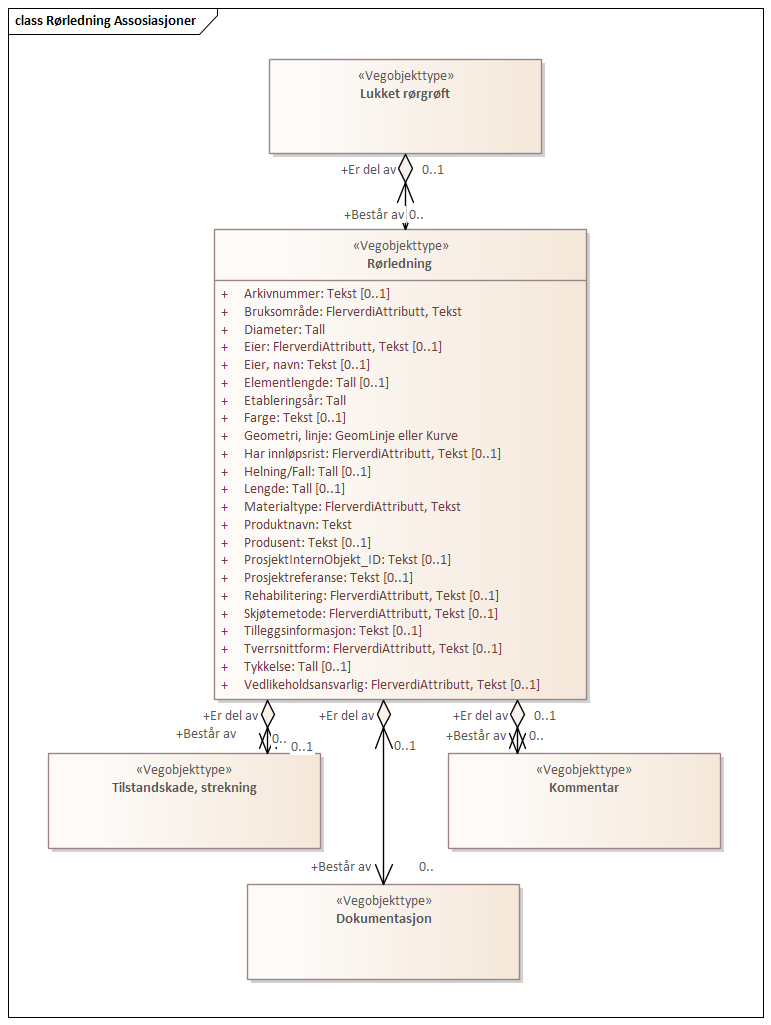 class Rørledning Assosiasjoner
«Vegobjekttype»
Lukket rørgrøft
+Er del av 0..1
+Består av 0..
«Vegobjekttype»
Rørledning
+ Arkivnummer: Tekst [0..1]
+ Bruksområde: FlerverdiAttributt, Tekst
+ Diameter: Tall
+ Eier: FlerverdiAttributt, Tekst [0..1]
+ Eier, navn: Tekst [0..1]
+ Elementlengde: Tall [0..1]
+ Etableringsår: Tall
+ Farge: Tekst [0..1]
+ Geometri, linje: GeomLinje eller Kurve
+ Har innløpsrist: FlerverdiAttributt, Tekst [0..1]
+ Helning/Fall: Tall [0..1]
+ Lengde: Tall [0..1]
+ Materialtype: FlerverdiAttributt, Tekst
+ Produktnavn: Tekst
+ Produsent: Tekst [0..1]
+ ProsjektInternObjekt_ID: Tekst [0..1]
+ Prosjektreferanse: Tekst [0..1]
+ Rehabilitering: FlerverdiAttributt, Tekst [0..1]
+ Skjøtemetode: FlerverdiAttributt, Tekst [0..1]
+ Tilleggsinformasjon: Tekst [0..1]
+ Tverrsnittform: FlerverdiAttributt, Tekst [0..1]
+ Tykkelse: Tall [0..1]
+ Vedlikeholdsansvarlig: FlerverdiAttributt, Tekst [0..1]
+Er del av +Er del av +Er del av 0..1
+Består av 0.. 0..1 0..1 +Består av 0..
«Vegobjekttype»
Tilstandskade, strekning
«Vegobjekttype»
Kommentar
+Består av 0..
«Vegobjekttype»
Dokumentasjon